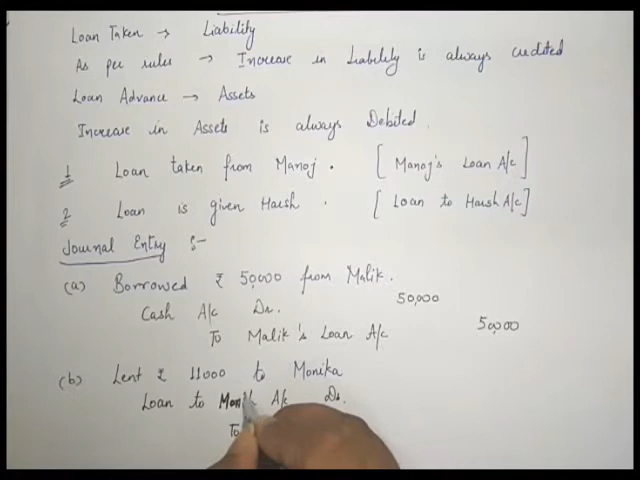 Loan Taken → Liability
As per rules → Increase in Liability is always credited
Loan Advance → Assets
Increase in Assets is always Debited.
1 Loan taken from Manoj. [Manoj's Loan A/c]
2 Loan is given Harsh. [Loan to Harsh A/c]
Journal Entry :-
(a) Borrowed ₹ 50,000 from Malik.
Cash A/c Dr. 50,000
To Malik's Loan A/c 50,000
(b) Lent ₹ 11000 to Monika
Loan to A/c Dr.
To